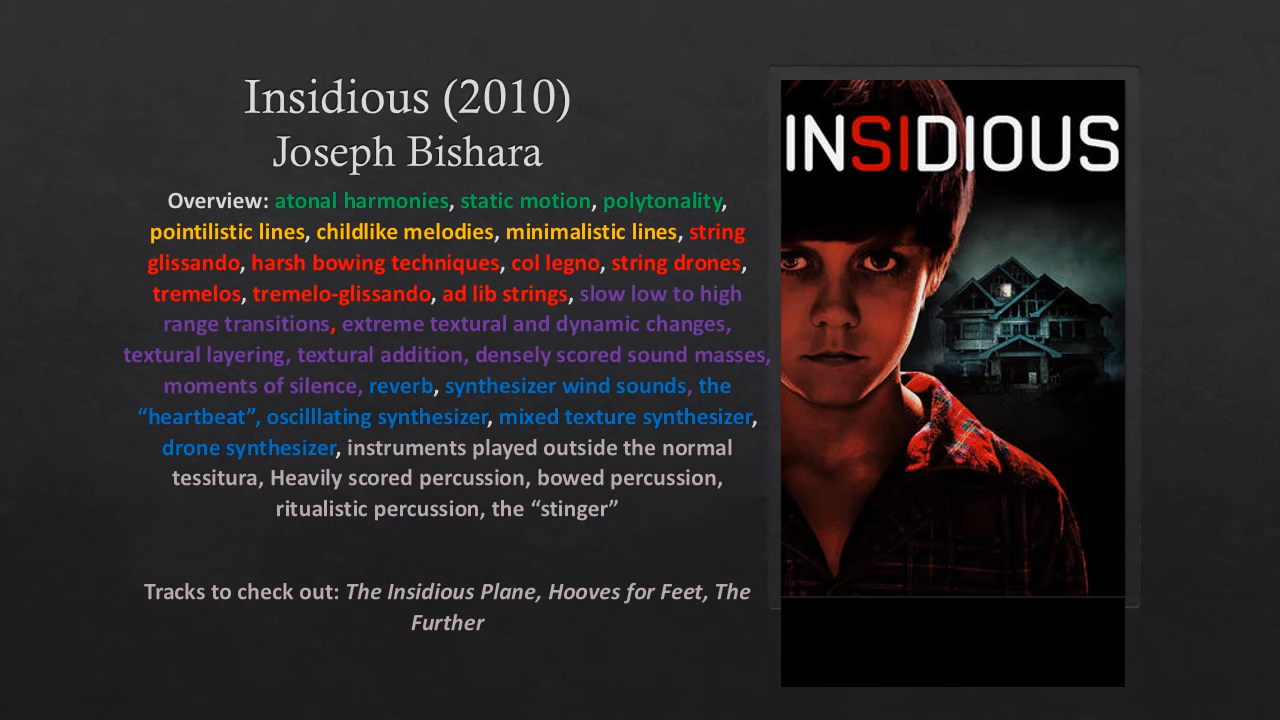 Insidious (2010)
Joseph Bishara
Overview: atonal harmonies, static motion, polytonality,
pointilistic lines, childlike melodies, minimalistic lines, string
glissando, harsh bowing techniques, col legno, string drones,
tremelos, tremelo-glissando, ad lib strings, slow low to high
range transitions, extreme textural and dynamic changes,
textural layering, textural addition, densely scored sound masses,
moments of silence, reverb, synthesizer wind sounds, the
“heartbeat”, oscilllating synthesizer, mixed texture synthesizer,
drone synthesizer, instruments played outside the normal
tessitura, Heavily scored percussion, bowed percussion,
ritualistic percussion, the “stinger”
Tracks to check out: The Insidious Plane, Hooves for Feet, The
Further
INSIDIOUS